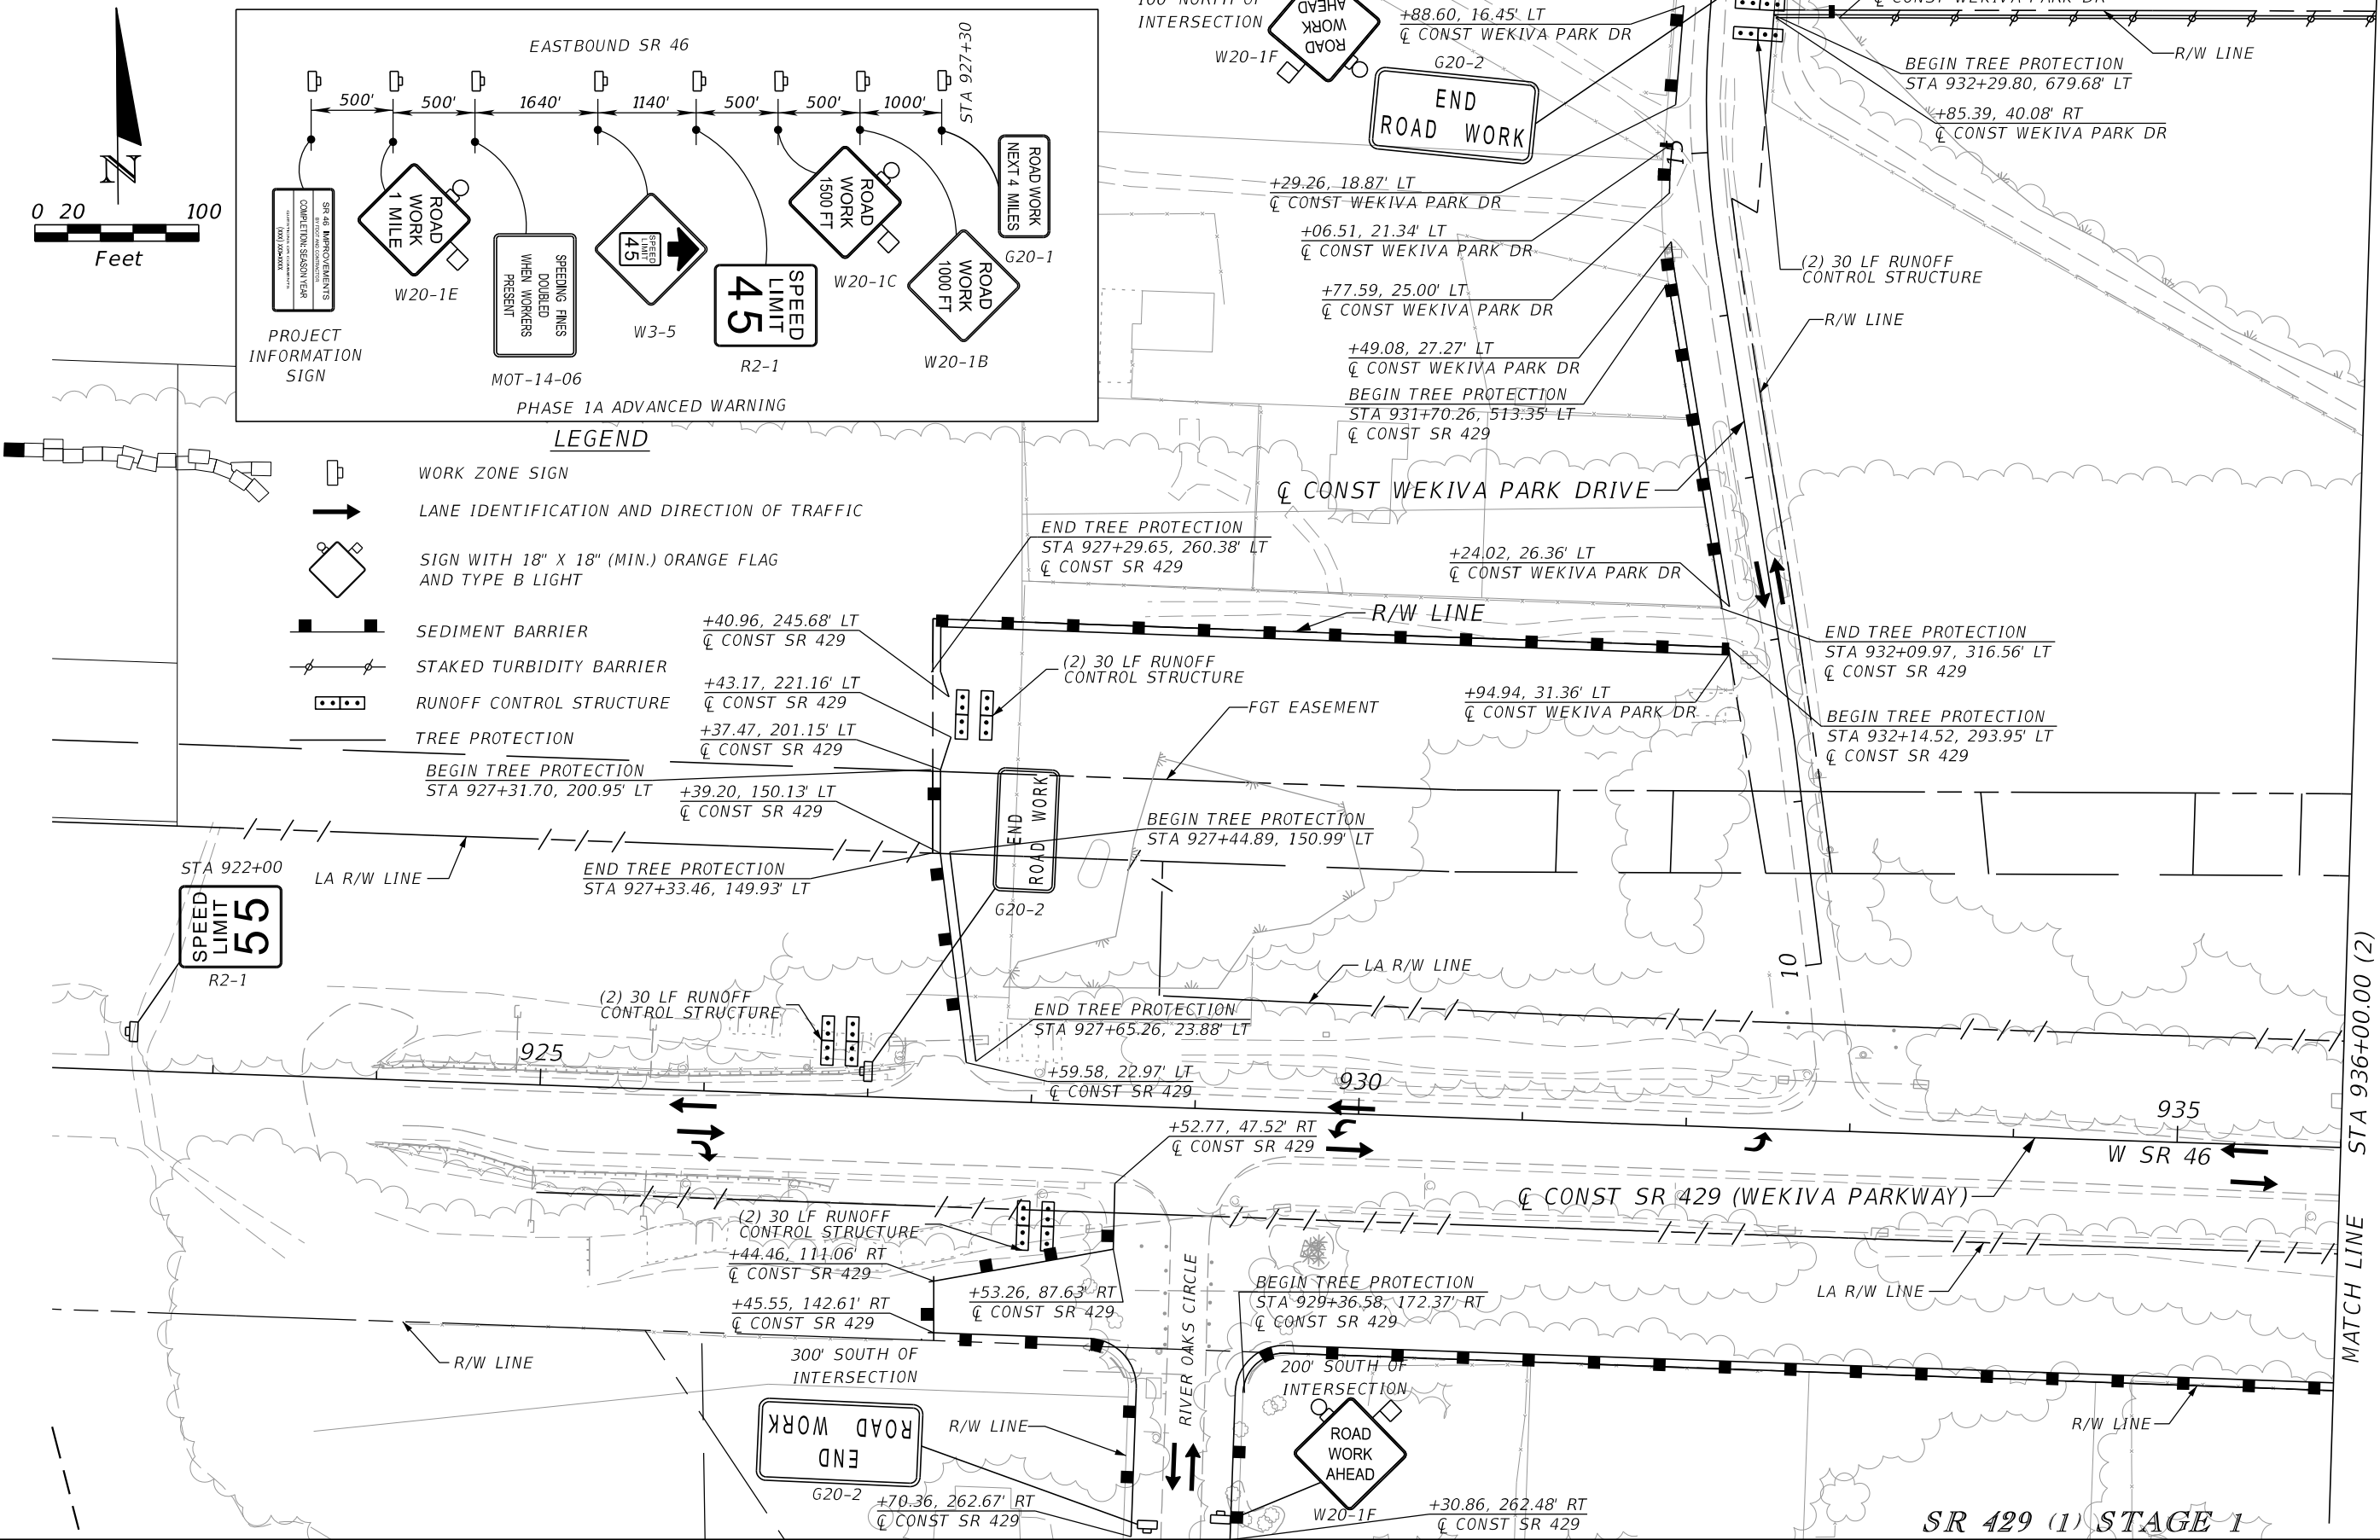 EASTBOUND SR 46
STA 927+30
500'
500'
1640'
1140'
500'
500'
1000'
SR 46 IMPROVEMENTS
BY FDOT AND CONTRACTOR
COMPLETION: SEASON YEAR
(XXX) XXX-XXXX
PROJECT
INFORMATION
SIGN
ROAD
WORK
1 MILE
W20-1E
SPEEDING FINES
DOUBLED
WHEN WORKERS
PRESENT
MOT-14-06
SPEED
LIMIT
45
W3-5
SPEED
LIMIT
45
R2-1
ROAD
WORK
1500 FT
W20-1C
ROAD
WORK
1000 FT
W20-1B
ROAD WORK
NEXT 4 MILES
G20-1
PHASE 1A ADVANCED WARNING
N
0 20 100
Feet
LEGEND
WORK ZONE SIGN
LANE IDENTIFICATION AND DIRECTION OF TRAFFIC
SIGN WITH 18" X 18" (MIN.) ORANGE FLAG
AND TYPE B LIGHT
SEDIMENT BARRIER
STAKED TURBIDITY BARRIER
RUNOFF CONTROL STRUCTURE
TREE PROTECTION
100' NORTH OF
INTERSECTION
ROAD
WORK
AHEAD
W20-1F
+88.60, 16.45' LT
℄ CONST WEKIVA PARK DR
G20-2
END
ROAD WORK
℄ CONST WEKIVA PARK DR
R/W LINE
BEGIN TREE PROTECTION
STA 932+29.80, 679.68' LT
+85.39, 40.08' RT
℄ CONST WEKIVA PARK DR
15
+29.26, 18.87' LT
℄ CONST WEKIVA PARK DR
+06.51, 21.34' LT
℄ CONST WEKIVA PARK DR
(2) 30 LF RUNOFF
CONTROL STRUCTURE
+77.59, 25.00' LT
℄ CONST WEKIVA PARK DR
R/W LINE
+49.08, 27.27' LT
℄ CONST WEKIVA PARK DR
BEGIN TREE PROTECTION
STA 931+70.26, 513.35' LT
℄ CONST SR 429
℄ CONST WEKIVA PARK DRIVE
END TREE PROTECTION
STA 927+29.65, 260.38' LT
℄ CONST SR 429
+24.02, 26.36' LT
℄ CONST WEKIVA PARK DR
R/W LINE
+40.96, 245.68' LT
℄ CONST SR 429
END TREE PROTECTION
STA 932+09.97, 316.56' LT
℄ CONST SR 429
(2) 30 LF RUNOFF
CONTROL STRUCTURE
+43.17, 221.16' LT
℄ CONST SR 429
+94.94, 31.36' LT
℄ CONST WEKIVA PARK DR
FGT EASEMENT
BEGIN TREE PROTECTION
STA 932+14.52, 293.95' LT
℄ CONST SR 429
+37.47, 201.15' LT
℄ CONST SR 429
BEGIN TREE PROTECTION
STA 927+31.70, 200.95' LT
+39.20, 150.13' LT
℄ CONST SR 429
END
ROAD WORK
G20-2
BEGIN TREE PROTECTION
STA 927+44.89, 150.99' LT
END TREE PROTECTION
STA 927+33.46, 149.93' LT
STA 922+00
SPEED
LIMIT
55
R2-1
LA R/W LINE
10
LA R/W LINE
(2) 30 LF RUNOFF
CONTROL STRUCTURE
END TREE PROTECTION
STA 927+65.26, 23.88' LT
925
+59.58, 22.97' LT
℄ CONST SR 429
930
935
+52.77, 47.52' RT
℄ CONST SR 429
W SR 46
℄ CONST SR 429 (WEKIVA PARKWAY)
MATCH LINE STA 936+00.00 (2)
(2) 30 LF RUNOFF
CONTROL STRUCTURE
+44.46, 111.06' RT
℄ CONST SR 429
+53.26, 87.63' RT
℄ CONST SR 429
+45.55, 142.61' RT
℄ CONST SR 429
RIVER OAKS CIRCLE
BEGIN TREE PROTECTION
STA 929+36.58, 172.37' RT
℄ CONST SR 429
LA R/W LINE
R/W LINE
300' SOUTH OF
INTERSECTION
END
ROAD WORK
G20-2
R/W LINE
200' SOUTH OF
INTERSECTION
ROAD
WORK
AHEAD
W20-1F
R/W LINE
+70.36, 262.67' RT
℄ CONST SR 429
+30.86, 262.48' RT
℄ CONST SR 429
SR 429 (1) STAGE 1